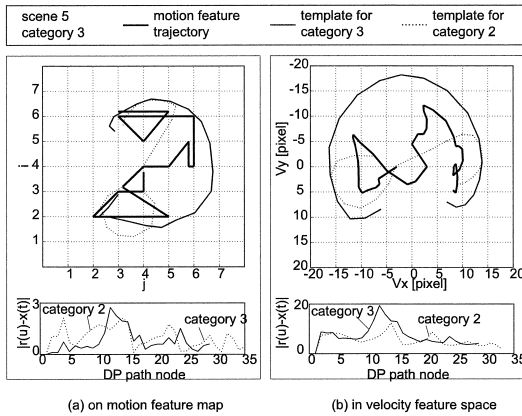 scene 5
category 3
motion feature
trajectory
template for
category 3
template for
category 2
7
6
5
4
3
2
1
i
1 2 3 4 5 6 7
j
3
0
|r(u)-x(t)|
category 2
category 3
0 5 10 15 20 25 30 35
DP path node
(a) on motion feature map
-20
-15
-10
-5
0
5
10
15
20
Vy [pixel]
-20 -15 -10 -5 0 5 10 15 20
Vx [pixel]
20
0
|r(u)-x(t)|
category 3
category 2
0 5 10 15 20 25 30 35
DP path node
(b) in velocity feature space